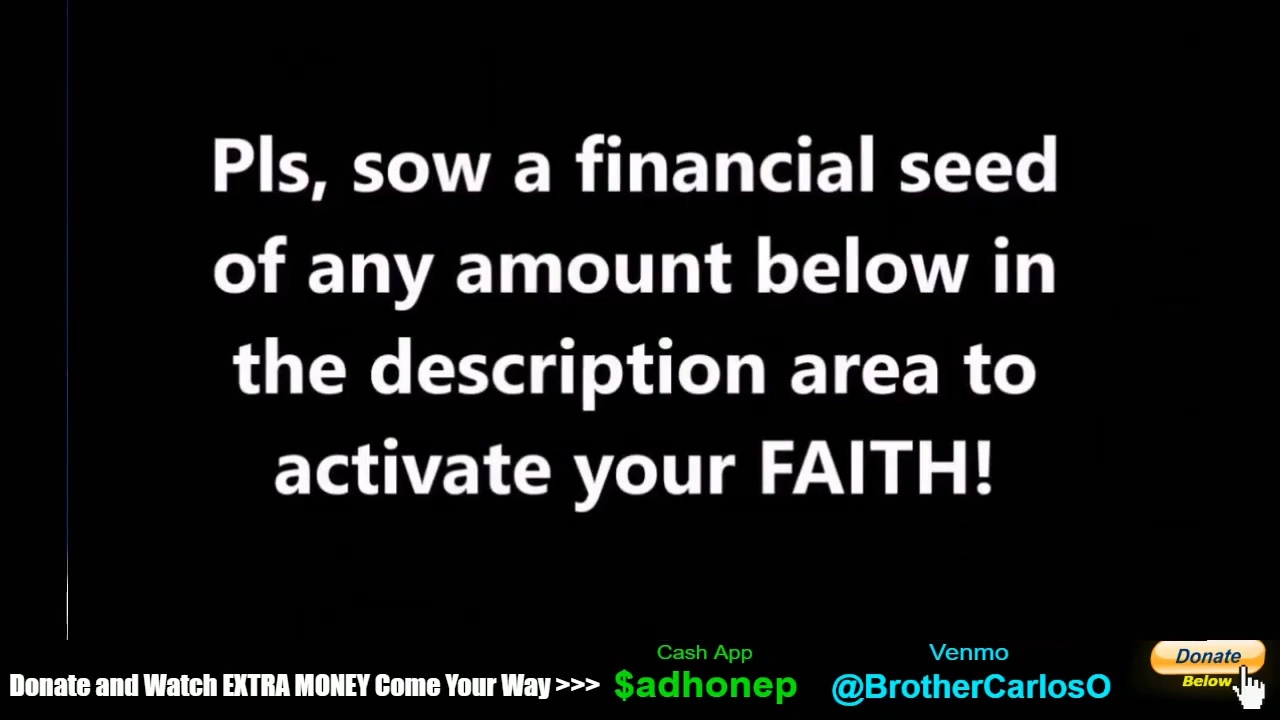 Pls, sow a financial seed
of any amount below in
the description area to
activate your FAITH!
Cash App
Venmo
Donate
Donate and Watch EXTRA MONEY Come Your Way >>>
$adhonep
@BrotherCarlosO
Below